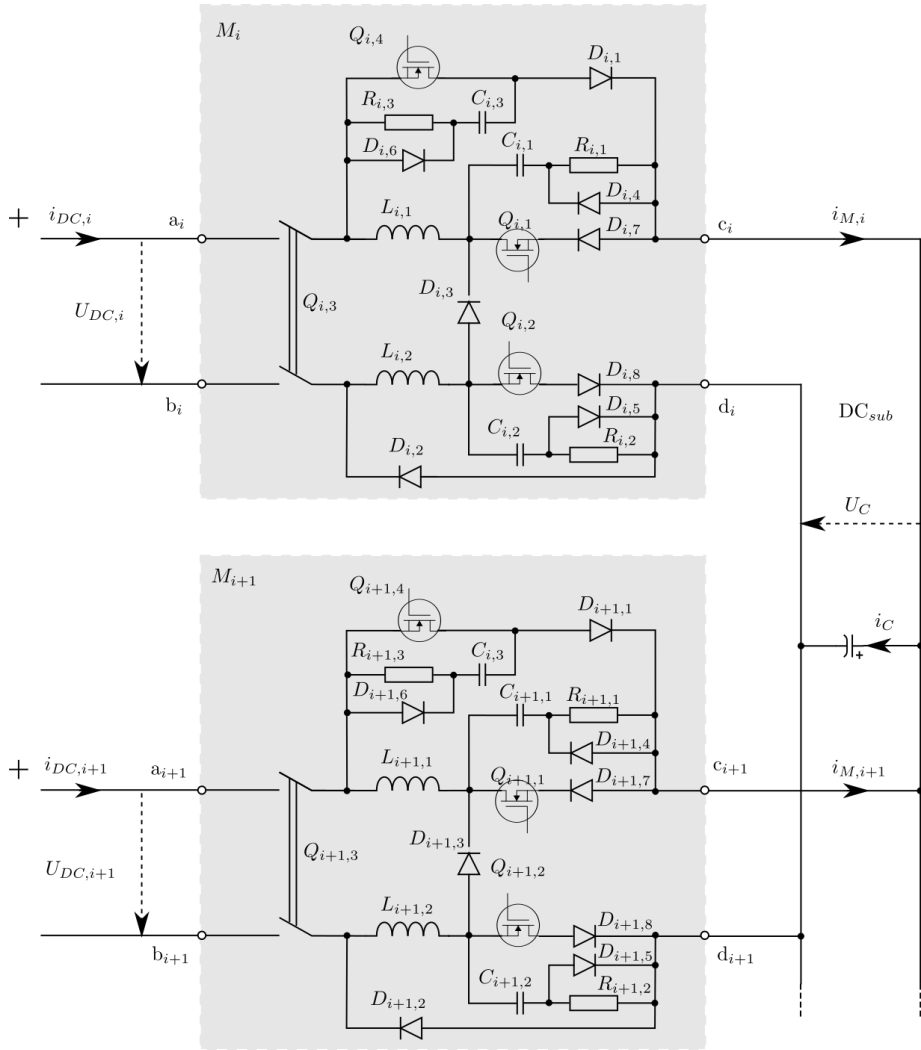 M_i
Q_{i,4}
D_{i,1}
R_{i,3}
C_{i,3}
D_{i,6}
C_{i,1}
R_{i,1}
D_{i,4}
+
i_{DC,i}
a_i
L_{i,1}
Q_{i,1}
D_{i,7}
c_i
i_{M,i}
U_{DC,i}
Q_{i,3}
D_{i,3}
Q_{i,2}
L_{i,2}
D_{i,8}
b_i
d_i
D_{i,5}
C_{i,2}
R_{i,2}
D_{i,2}
DC_{sub}
U_C
M_{i+1}
Q_{i+1,4}
D_{i+1,1}
i_C
+
R_{i+1,3}
C_{i,3}
D_{i+1,6}
C_{i+1,1}
R_{i+1,1}
D_{i+1,4}
+
i_{DC,i+1}
a_{i+1}
L_{i+1,1}
Q_{i+1,1}
D_{i+1,7}
c_{i+1}
i_{M,i+1}
U_{DC,i+1}
Q_{i+1,3}
D_{i+1,3}
Q_{i+1,2}
L_{i+1,2}
D_{i+1,8}
b_{i+1}
d_{i+1}
D_{i+1,5}
C_{i+1,2}
R_{i+1,2}
D_{i+1,2}